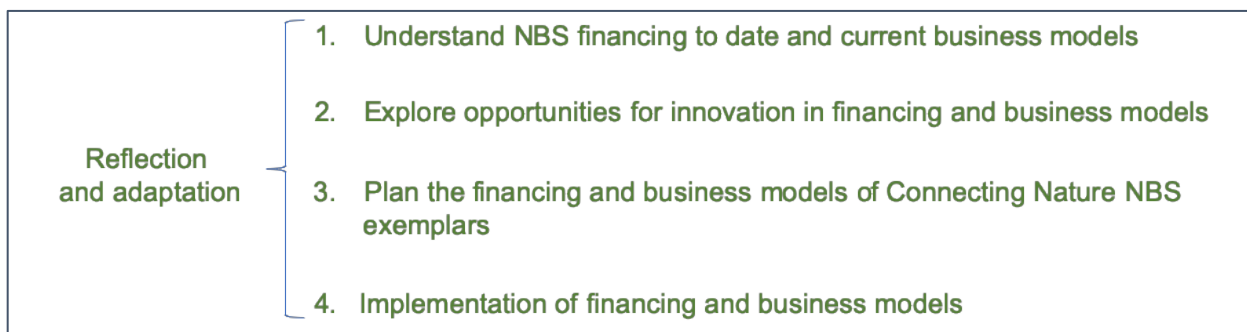 Reflection
and adaptation
1. Understand NBS financing to date and current business models
2. Explore opportunities for innovation in financing and business models
3. Plan the financing and business models of Connecting Nature NBS
exemplars
4. Implementation of financing and business models